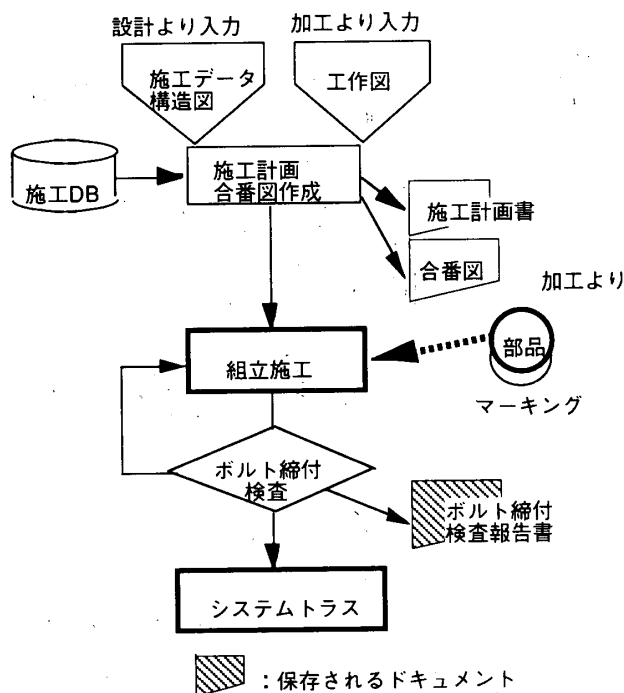 設計より入力
加工より入力
施工データ
構造図
工作図
施工DB
施工計画
合番図作成
施工計画書
合番図
加工より
部品
マーキング
組立施工
ボルト締付
検査
ボルト締付
検査報告書
システムトラス
：保存されるドキュメント